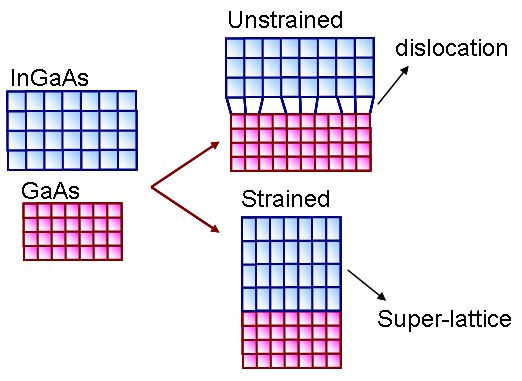 Unstrained
dislocation
InGaAs
GaAs
Strained
Super-lattice